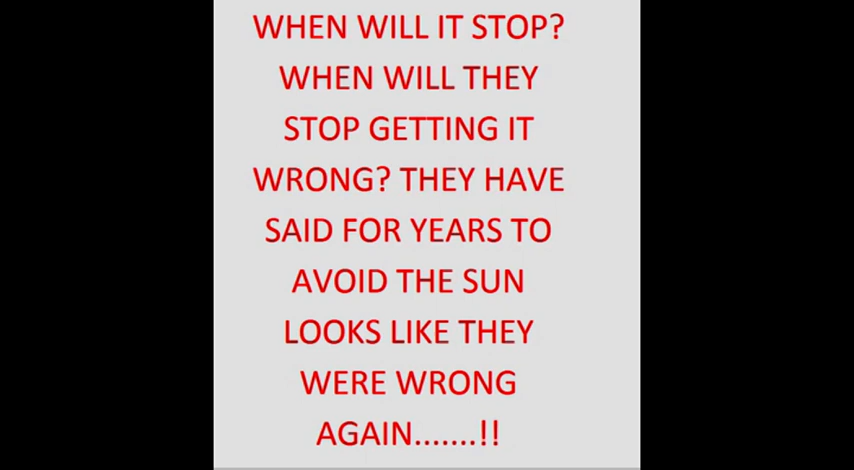 WHEN WILL IT STOP?
WHEN WILL THEY
STOP GETTING IT
WRONG? THEY HAVE
SAID FOR YEARS TO
AVOID THE SUN
LOOKS LIKE THEY
WERE WRONG
AGAIN.......!!